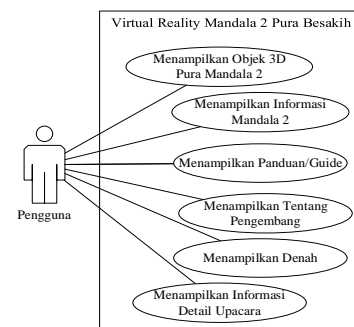 Virtual Reality Mandala 2 Pura Besakih
Menampilkan Objek 3D
Pura Mandala 2
Menampilkan Informasi
Mandala 2
Menampilkan Panduan/Guide
Pengguna
Menampilkan Tentang
Pengembang
Menampilkan Denah
Menampilkan Informasi
Detail Upacara